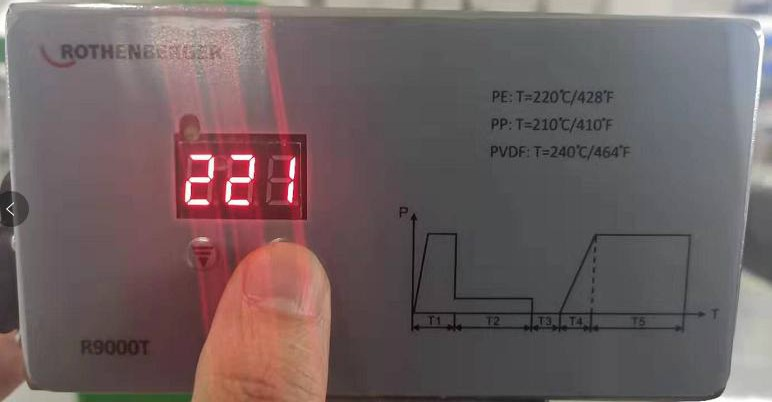 ROTHENBERGER
PE: T=220℃/428℉
PP: T=210℃/410℉
PVDF: T=240℃/464℉
221
P
T
T1 T2 T3 T4 T5
R9000T